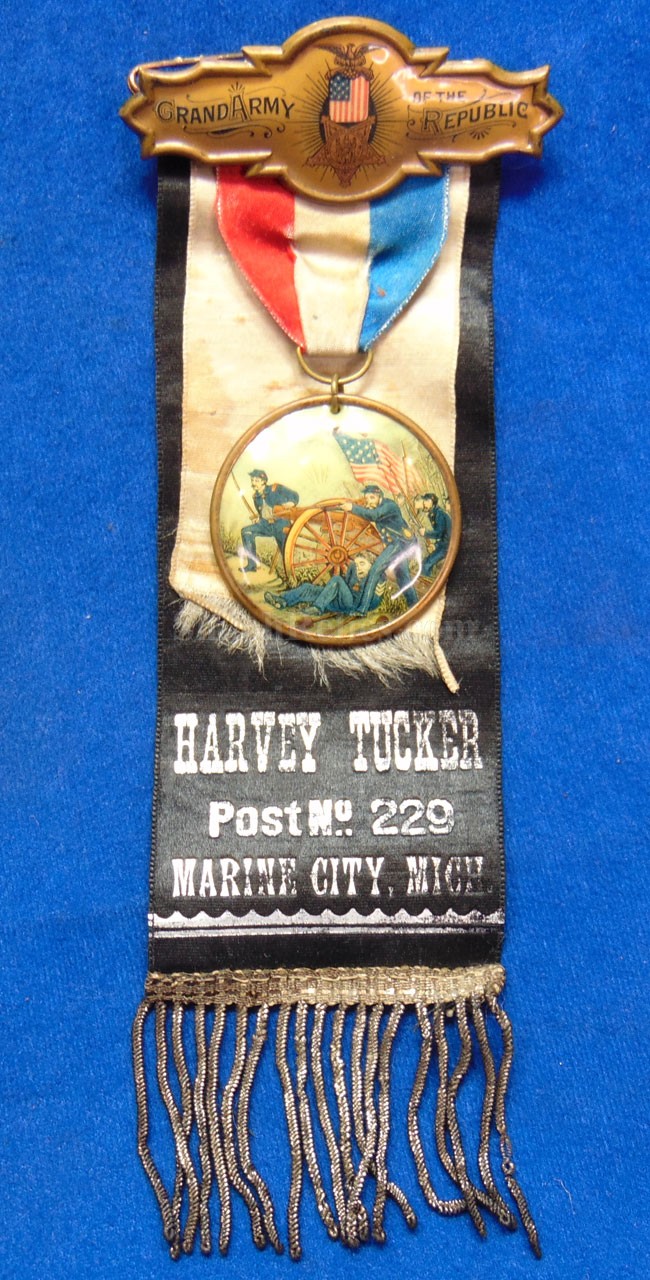 GRAND ARMY OF THE REPUBLIC
HARVEY TUCKER
Post No. 229
MARINE CITY, MICH.